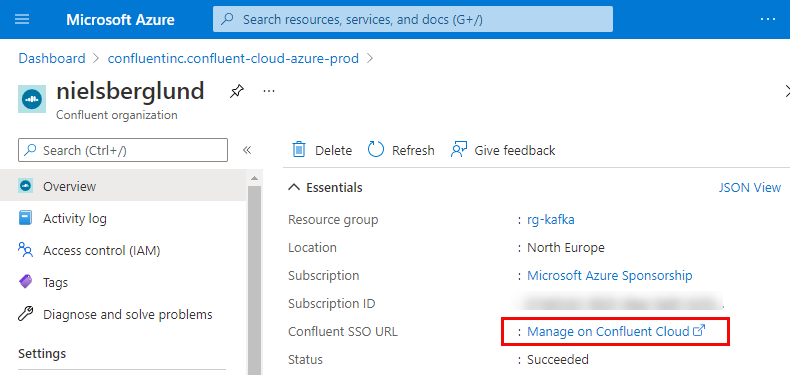 Microsoft Azure
Search resources, services, and docs (G+/)
Dashboard > confluentinc.confluent-cloud-azure-prod >
nielsberglund
Confluent organization
Search (Ctrl+/)
Delete Refresh Give feedback
Overview
Essentials JSON View
Activity log
Resource group : rg-kafka
Access control (IAM)
Location : North Europe
Tags
Subscription : Microsoft Azure Sponsorship
Diagnose and solve problems
Subscription ID :
Confluent SSO URL : Manage on Confluent Cloud
Settings
Status : Succeeded